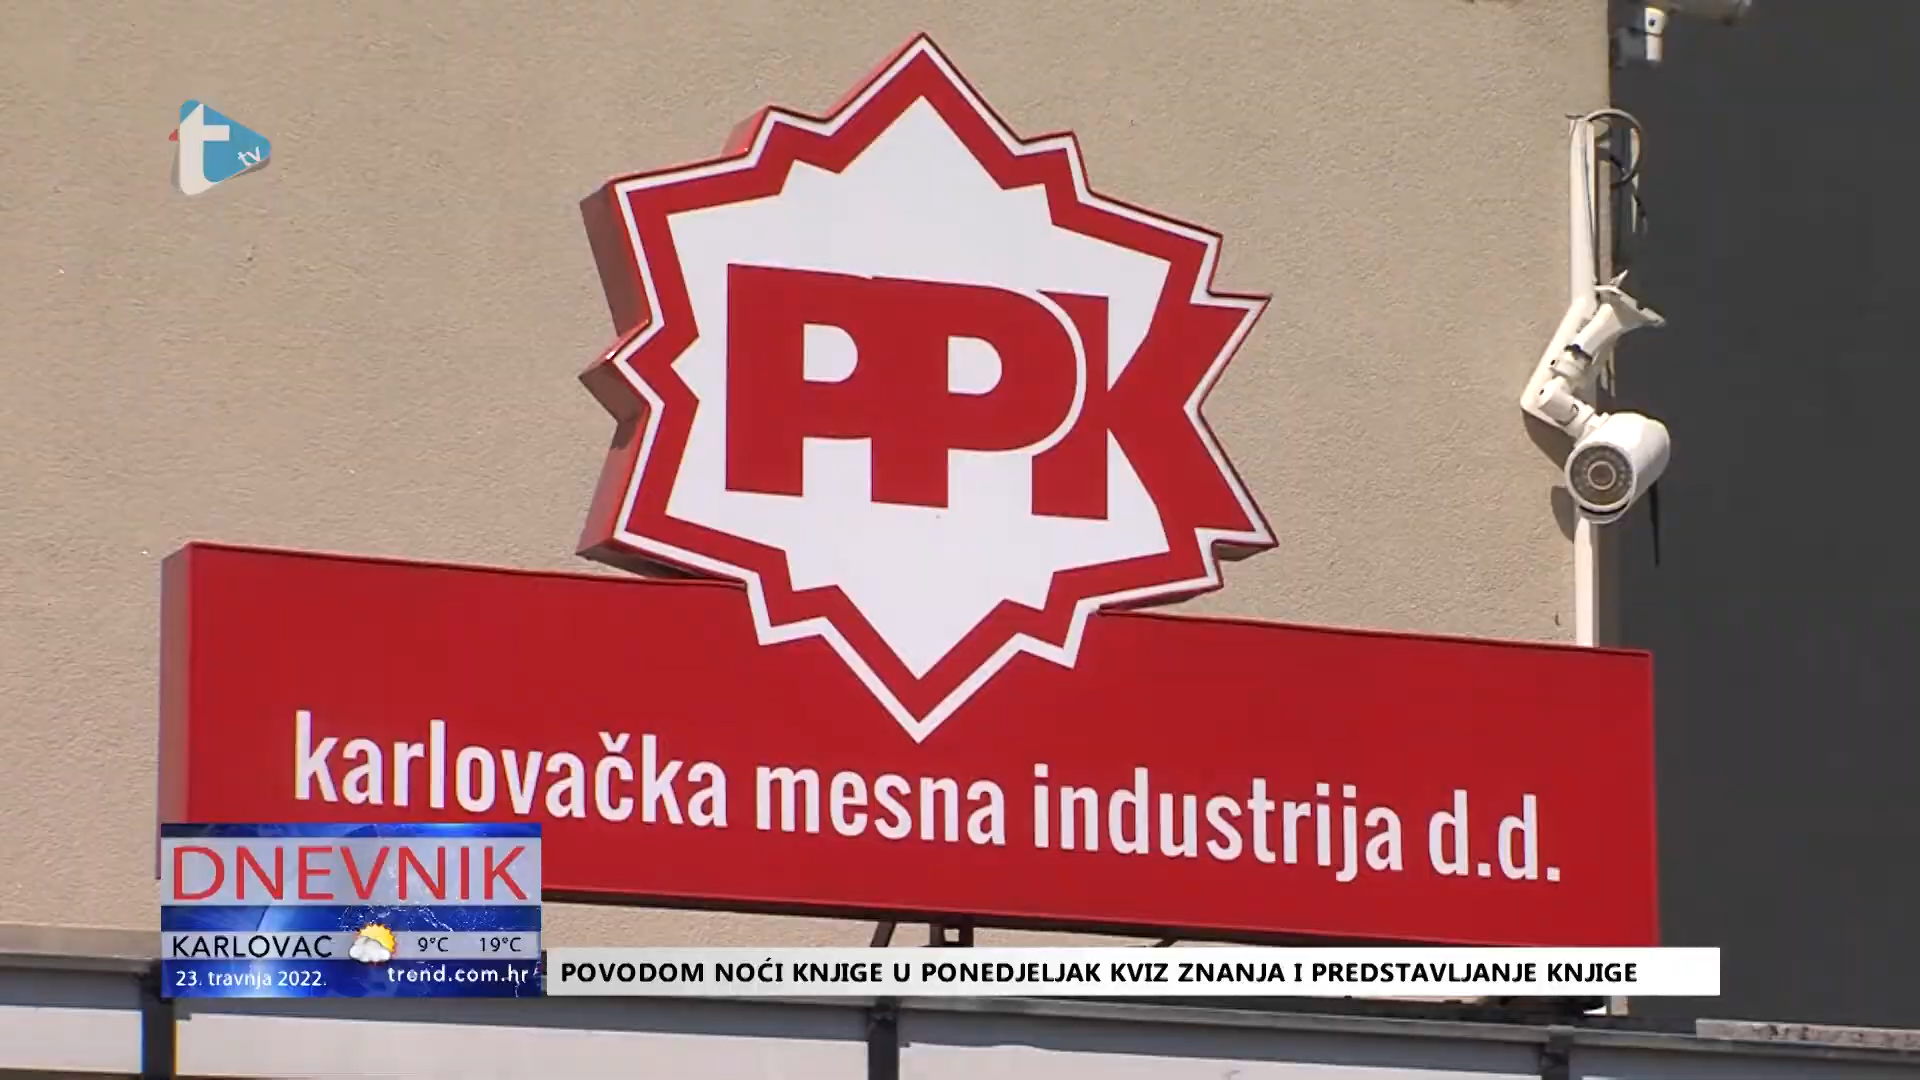 t tv
PPK
karlovačka mesna industrija d.d.
DNEVNIK
KARLOVAC 9°C 19°C
23. travnja 2022. trend.com.hr
POVODOM NOĆI KNJIGE U PONEDJELJAK KVIZ ZNANJA I PREDSTAVLJANJE KNJIGE